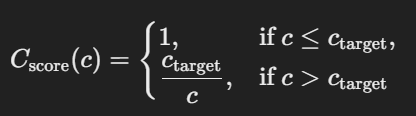 C_score(c) = { 1, if c ≤ c_target,
c_target / c, if c > c_target